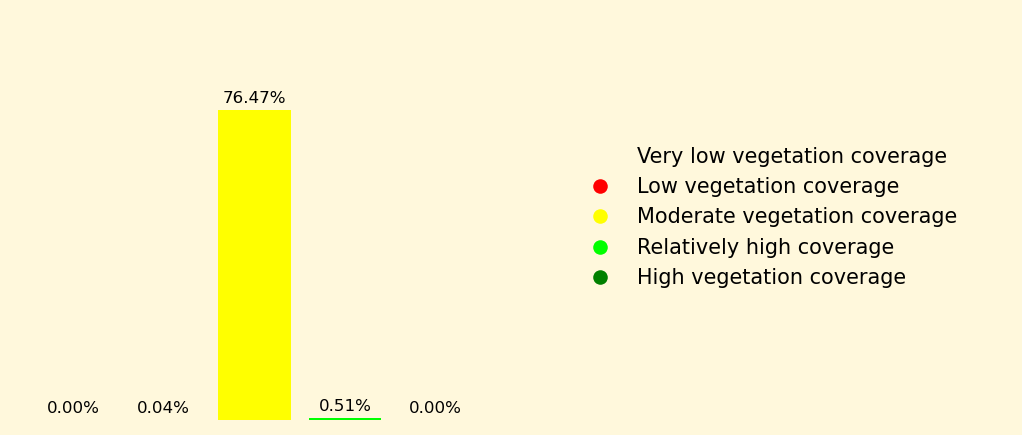 76.47%
0.00%
0.04%
0.51%
0.00%
Very low vegetation coverage
Low vegetation coverage
Moderate vegetation coverage
Relatively high coverage
High vegetation coverage